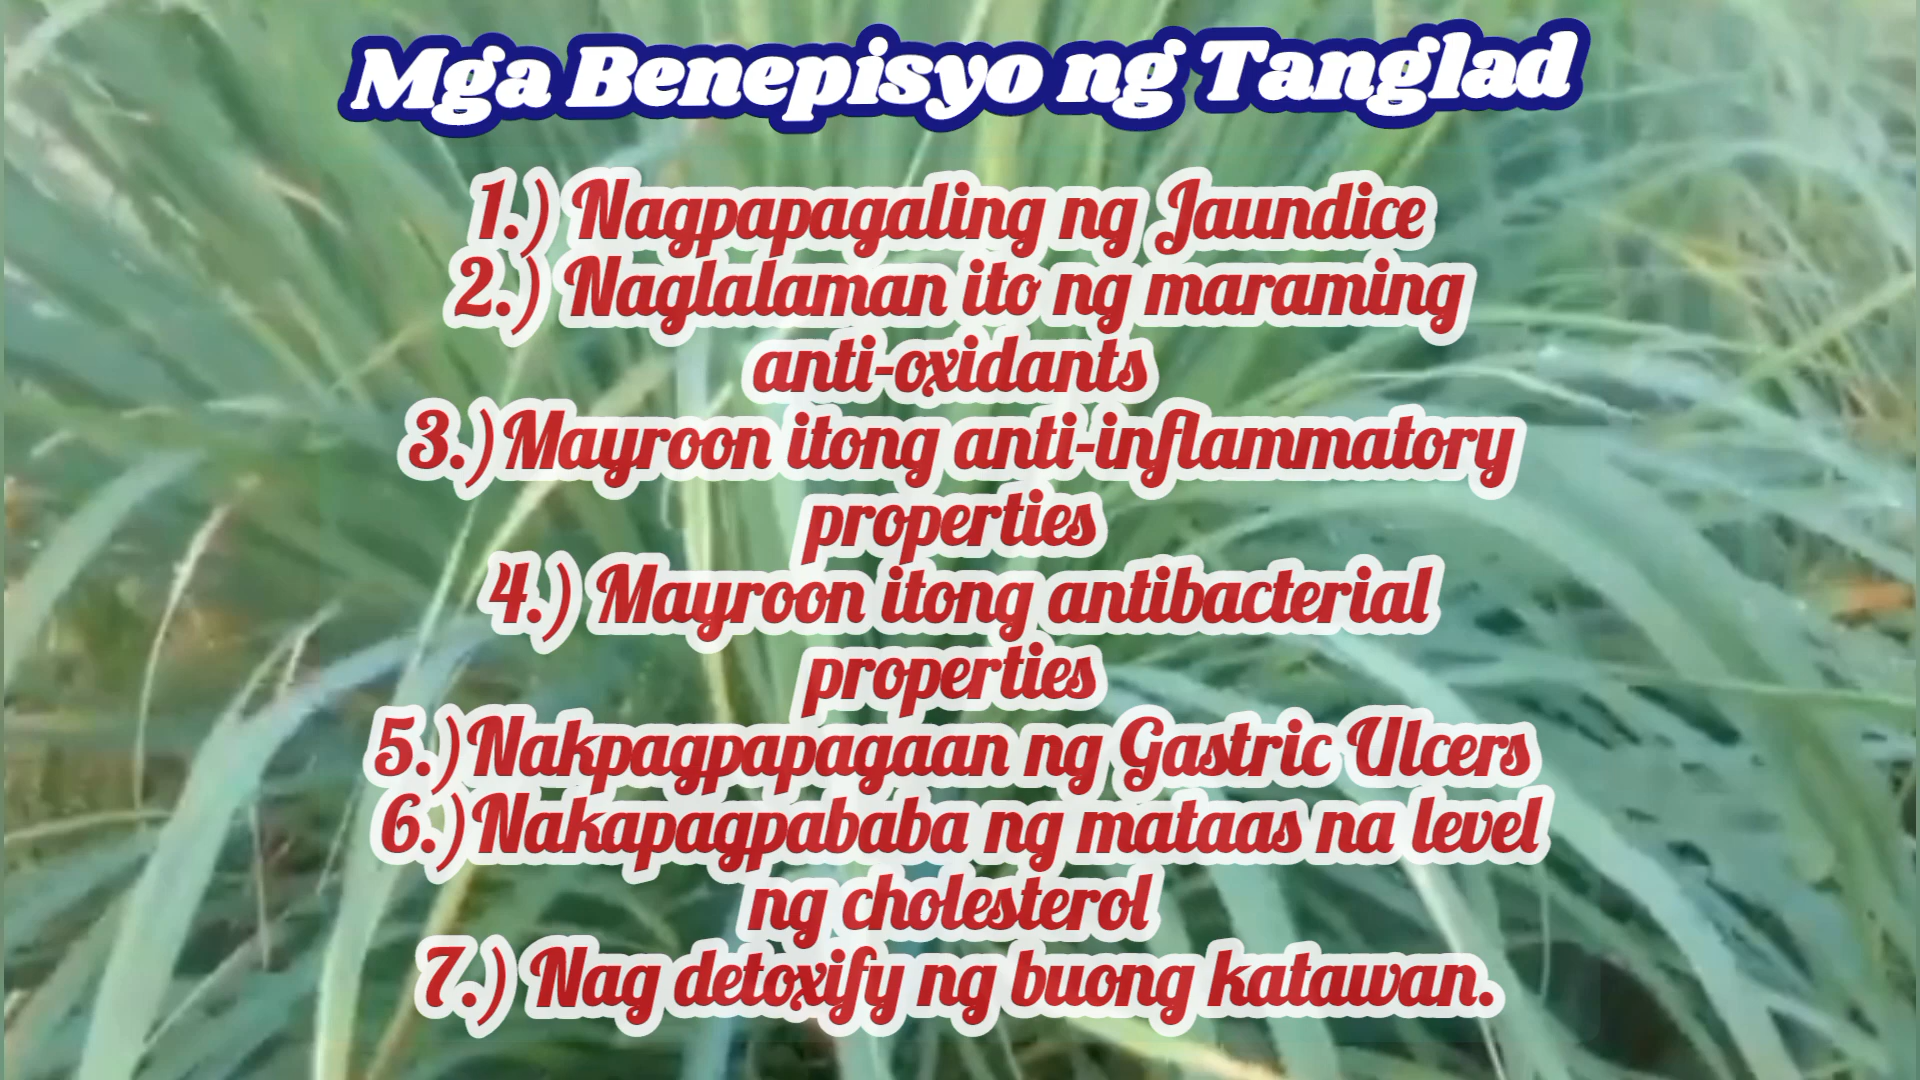 Mga Benepisyo ng Tanglad
1.) Nagpapagaling ng Jaundice
2.) Naglalaman ito ng maraming
anti-oxidants
3.)Mayroon itong anti-inflammatory
properties
4.) Mayroon itong antibacterial
properties
5.)Nakpagpapagaan ng Gastric Ulcers
6.)Nakapagpababa ng mataas na level
ng cholesterol
7.) Nag detoxify ng buong katawan.